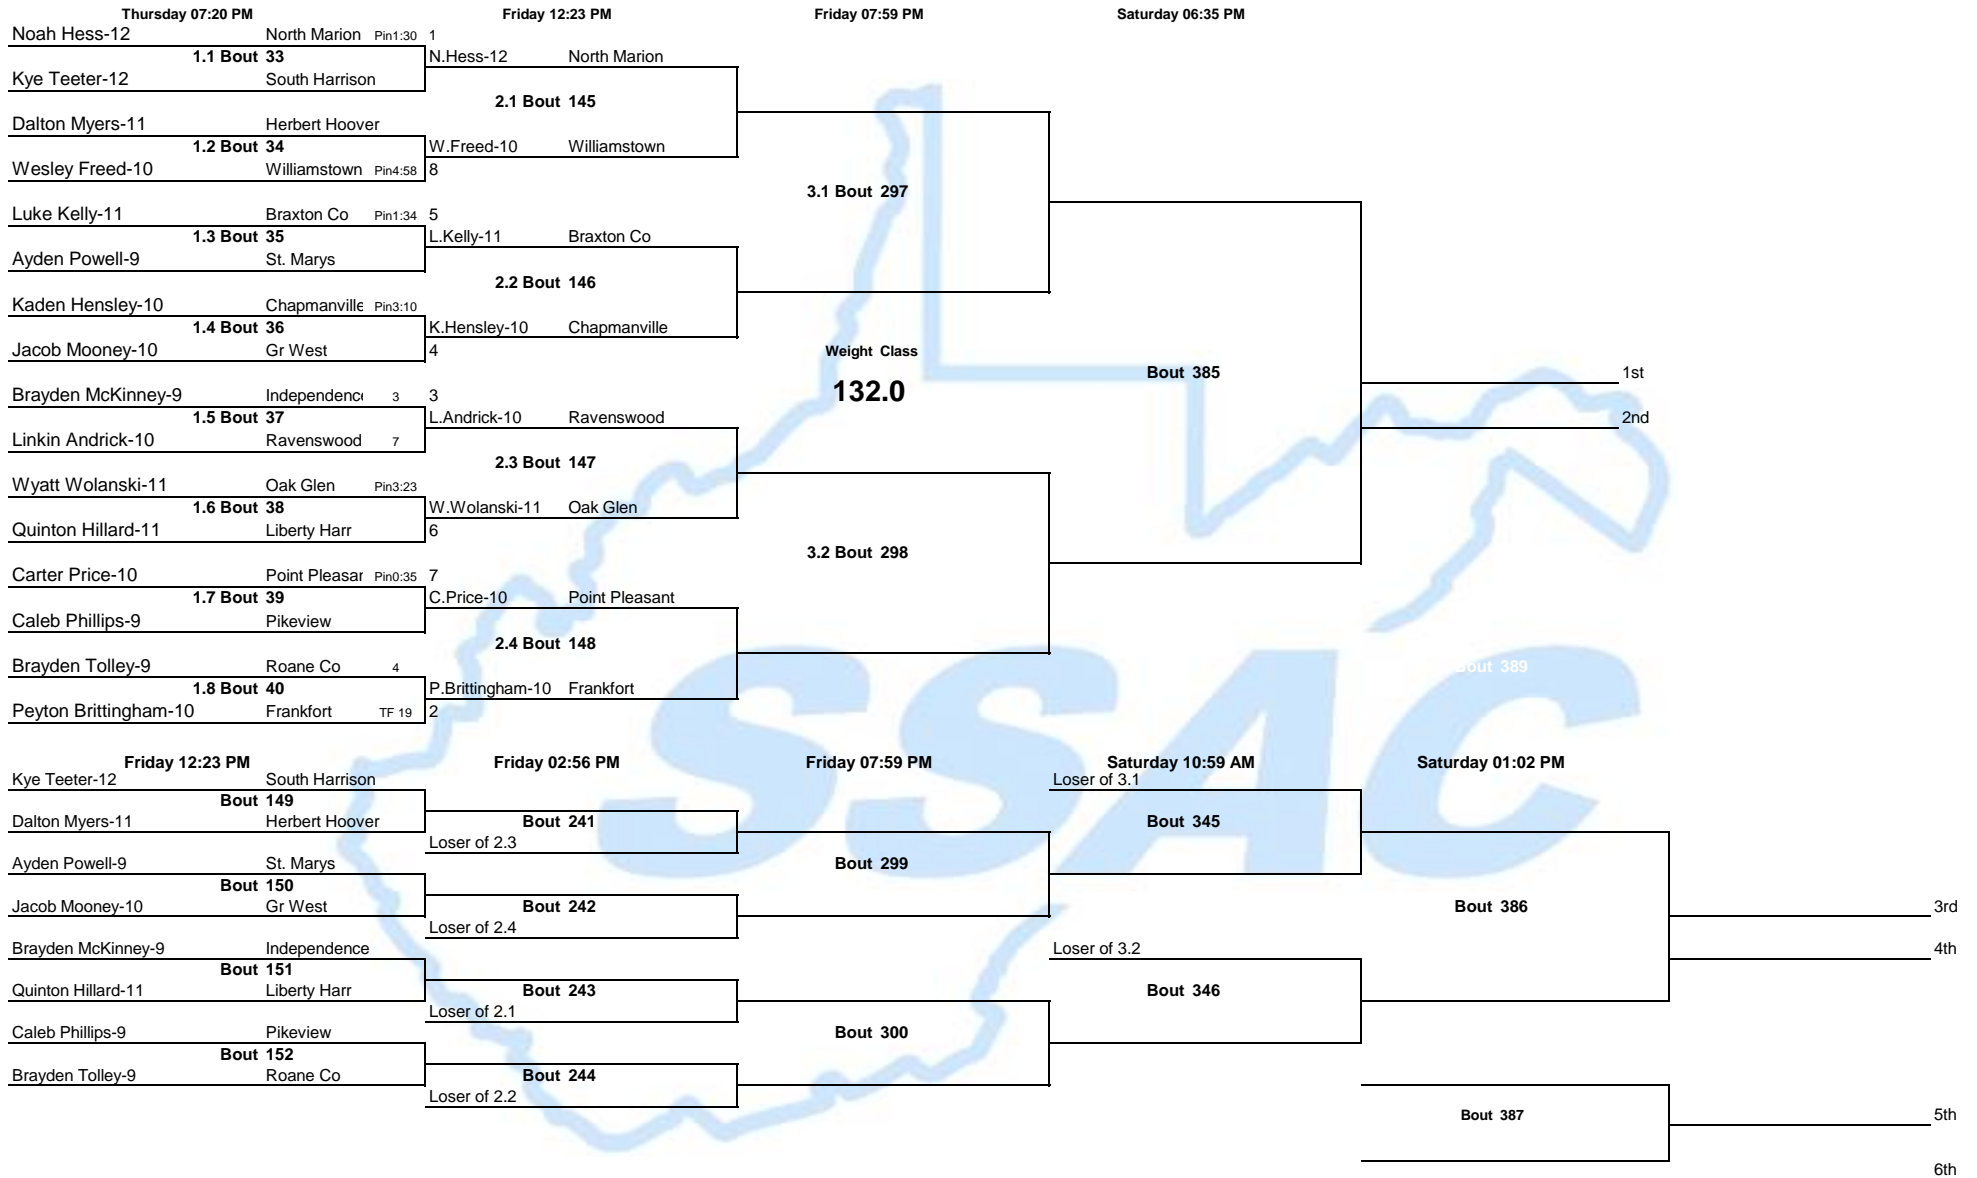 Thursday 07:20 PM Friday 12:23 PM Friday 07:59 PM Saturday 06:35 PM
Noah Hess-12 North Marion Pin1:30 1
1.1 Bout 33 N.Hess-12 North Marion
Kye Teeter-12 South Harrison
2.1 Bout 145
Dalton Myers-11 Herbert Hoover
1.2 Bout 34 W.Freed-10 Williamstown
Wesley Freed-10 Williamstown Pin4:58 8
3.1 Bout 297
Luke Kelly-11 Braxton Co Pin1:34 5
1.3 Bout 35 L.Kelly-11 Braxton Co
Ayden Powell-9 St. Marys
2.2 Bout 146
Kaden Hensley-10 Chapmanville Pin3:10
1.4 Bout 36 K.Hensley-10 Chapmanville
Jacob Mooney-10 Gr West 4
Weight Class
Bout 385 1st
132.0
Brayden McKinney-9 Independence 3 3
1.5 Bout 37 L.Andrick-10 Ravenswood 2nd
Linkin Andrick-10 Ravenswood 7
2.3 Bout 147
Wyatt Wolanski-11 Oak Glen Pin3:23
1.6 Bout 38 W.Wolanski-11 Oak Glen
Quinton Hillard-11 Liberty Harr 6
3.2 Bout 298
Carter Price-10 Point Pleasar Pin0:35 7
1.7 Bout 39 C.Price-10 Point Pleasant
Caleb Phillips-9 Pikeview
2.4 Bout 148
Brayden Tolley-9 Roane Co 4 Bout 389
1.8 Bout 40 P.Brittingham-10 Frankfort
Peyton Brittingham-10 Frankfort TF 19 2
SSAC
Friday 12:23 PM Friday 02:56 PM Friday 07:59 PM Saturday 10:59 AM Saturday 01:02 PM
Kye Teeter-12 South Harrison Loser of 3.1
Bout 149
Dalton Myers-11 Herbert Hoover Bout 241 Bout 345
Loser of 2.3
Ayden Powell-9 St. Marys Bout 299
Bout 150
Jacob Mooney-10 Gr West Bout 242 Bout 386 3rd
Loser of 2.4
Brayden McKinney-9 Independence Loser of 3.2 4th
Bout 151
Quinton Hillard-11 Liberty Harr Bout 243 Bout 346
Loser of 2.1
Caleb Phillips-9 Pikeview Bout 300
Bout 152
Brayden Tolley-9 Roane Co Bout 244
Loser of 2.2
Bout 387 5th
6th